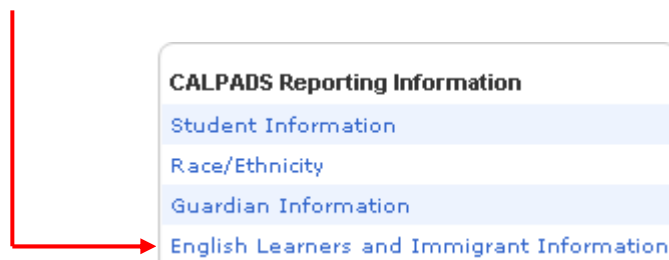 CALPADS Reporting Information
Student Information
Race/Ethnicity
Guardian Information
English Learners and Immigrant Information